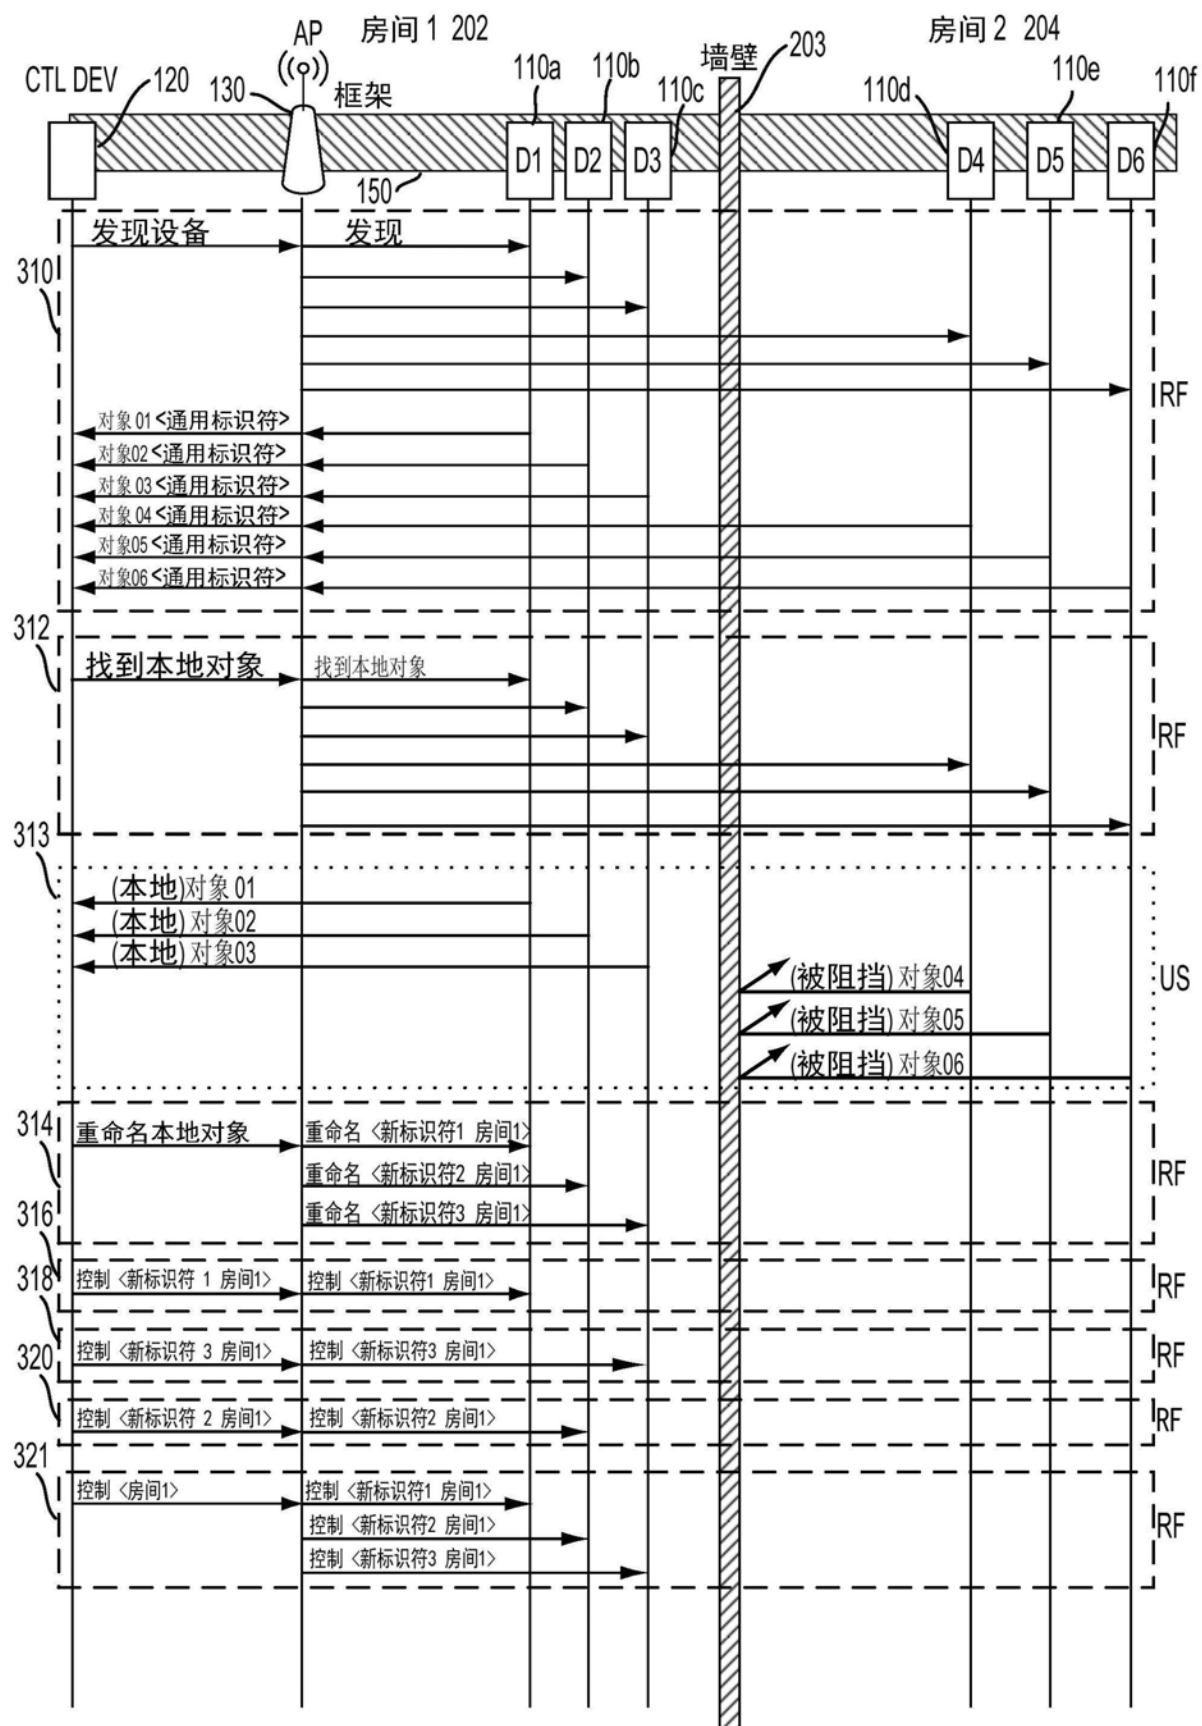 AP 房间 1 202 房间 2 204
203
墙壁
CTL DEV 120 130 框架 110a 110b 110c 110d 110e 110f
D1 D2 D3 D4 D5 D6
150
发现设备 发现
310
RF
对象 01 <通用标识符>
对象02 <通用标识符>
对象 03 <通用标识符>
对象 04 <通用标识符>
对象05 <通用标识符>
对象06 <通用标识符>
312
找到本地对象 找到本地对象
RF
313
(本地)对象 01
(本地) 对象02
(本地) 对象03
(被阻挡) 对象04
US
(被阻挡) 对象05
(被阻挡) 对象06
314
重命名本地对象 重命名 <新标识符1 房间1>
重命名 <新标识符2 房间1>
RF
316
重命名 <新标识符3 房间1>
318
控制 <新标识符 1 房间1> 控制 <新标识符1 房间1>
RF
320
控制 <新标识符 3 房间1> 控制 <新标识符3 房间1>
RF
控制 <新标识符 2 房间1> 控制 <新标识符2 房间1>
RF
321
控制 <房间1> 控制 <新标识符1 房间1>
控制 <新标识符2 房间1>
RF
控制 <新标识符3 房间1>